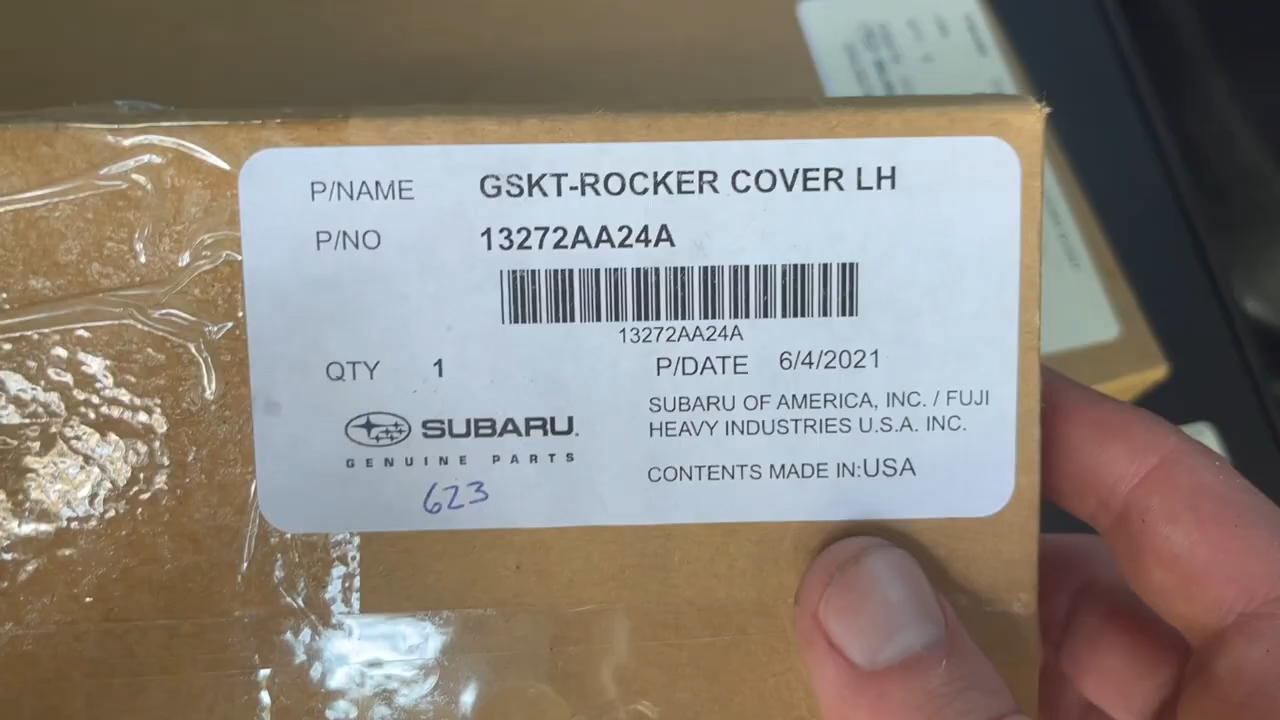 P/NAME GSKT-ROCKER COVER LH
P/NO 13272AA24A
13272AA24A
QTY 1 P/DATE 6/4/2021
SUBARU OF AMERICA, INC. / FUJI
HEAVY INDUSTRIES U.S.A. INC.
SUBARU.
GENUINE PARTS
CONTENTS MADE IN:USA
623